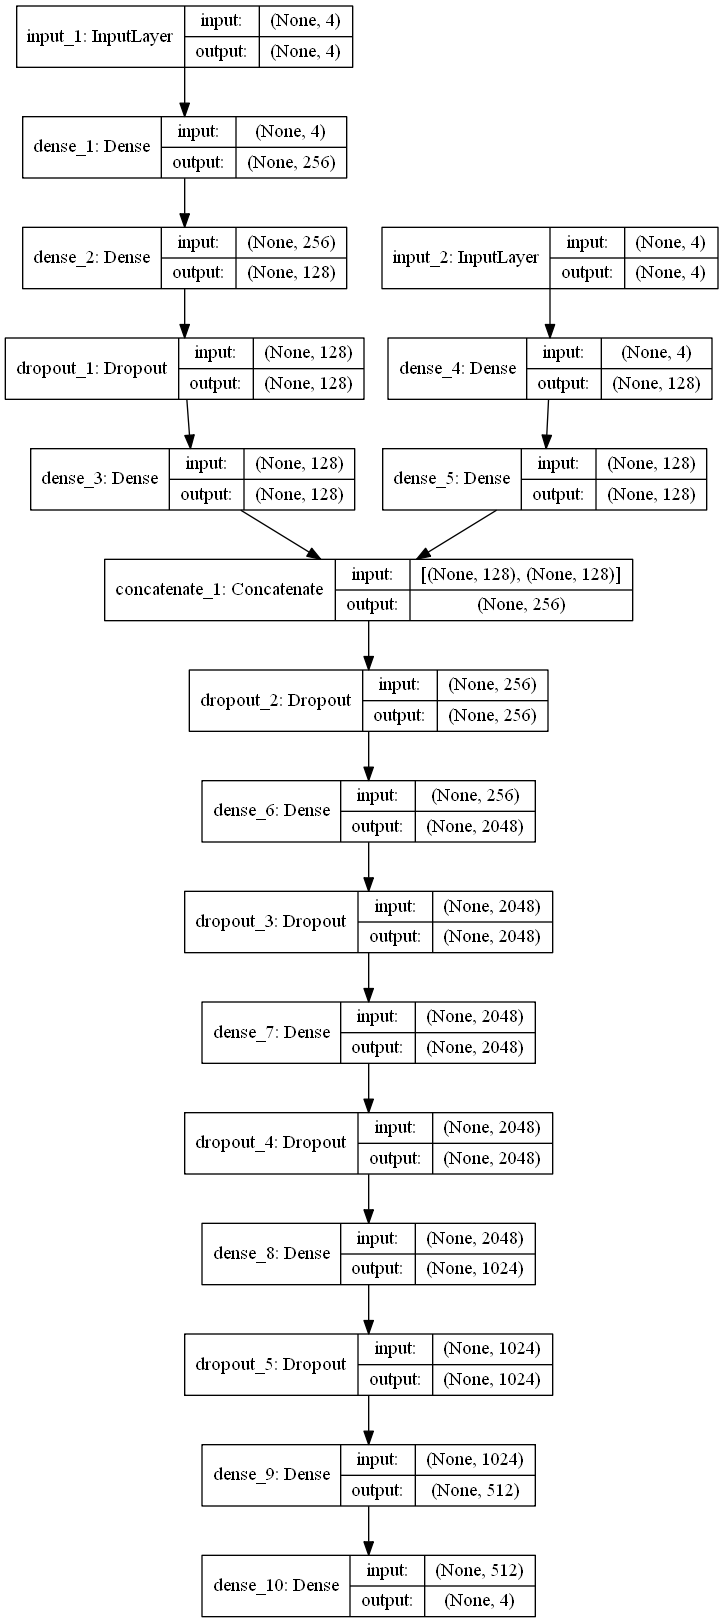 input_1: InputLayer
input: (None, 4)
output: (None, 4)
dense_1: Dense
input: (None, 4)
output: (None, 256)
dense_2: Dense
input: (None, 256)
output: (None, 128)
input_2: InputLayer
input: (None, 4)
output: (None, 4)
dropout_1: Dropout
input: (None, 128)
output: (None, 128)
dense_4: Dense
input: (None, 4)
output: (None, 128)
dense_3: Dense
input: (None, 128)
output: (None, 128)
dense_5: Dense
input: (None, 128)
output: (None, 128)
concatenate_1: Concatenate
input: [(None, 128), (None, 128)]
output: (None, 256)
dropout_2: Dropout
input: (None, 256)
output: (None, 256)
dense_6: Dense
input: (None, 256)
output: (None, 2048)
dropout_3: Dropout
input: (None, 2048)
output: (None, 2048)
dense_7: Dense
input: (None, 2048)
output: (None, 2048)
dropout_4: Dropout
input: (None, 2048)
output: (None, 2048)
dense_8: Dense
input: (None, 2048)
output: (None, 1024)
dropout_5: Dropout
input: (None, 1024)
output: (None, 1024)
dense_9: Dense
input: (None, 1024)
output: (None, 512)
dense_10: Dense
input: (None, 512)
output: (None, 4)